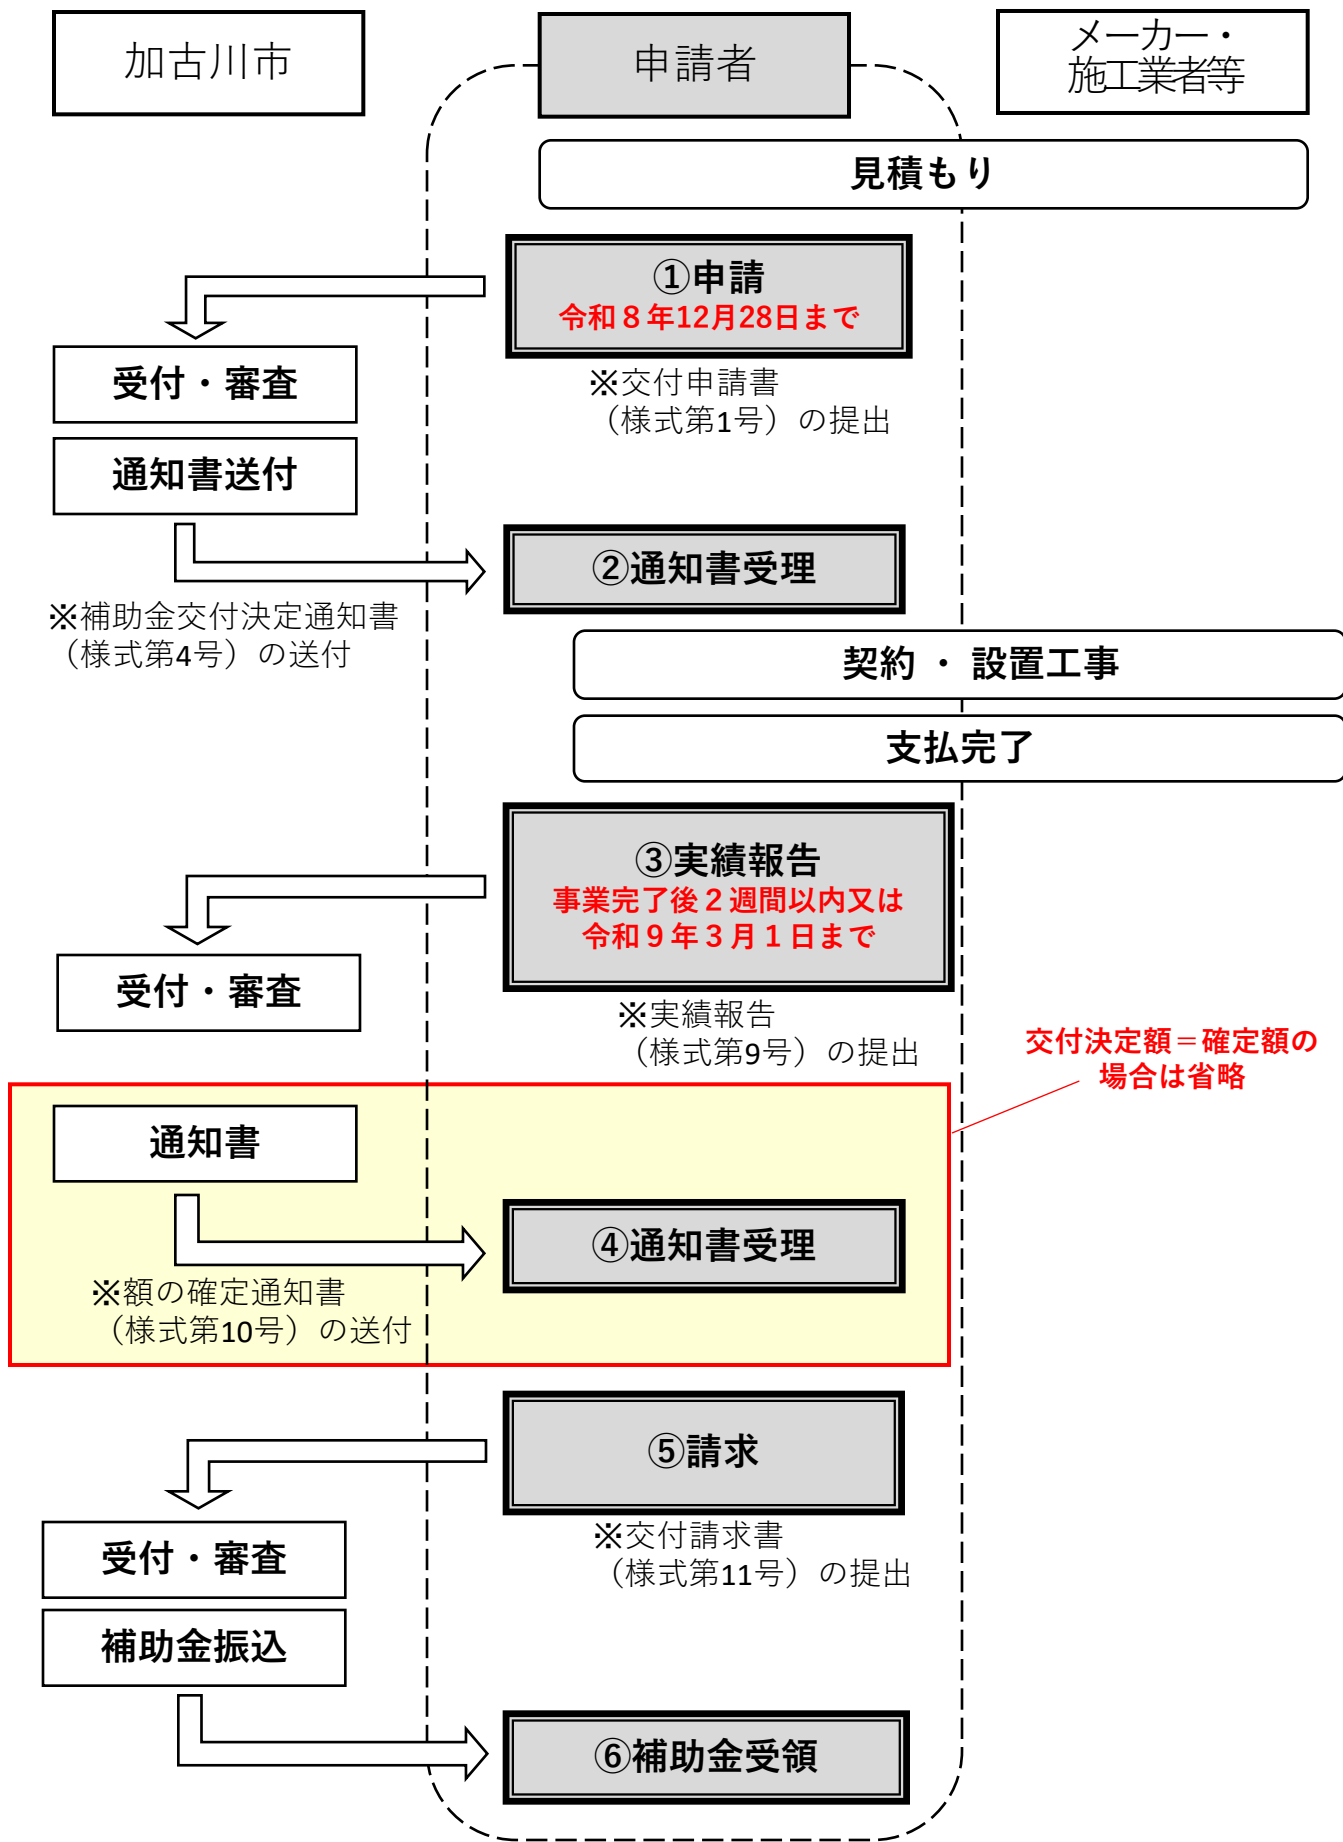 加古川市
申請者
メーカー・
施工業者等
見積もり
①申請
令和８年12月28日まで
※交付申請書
（様式第1号）の提出
受付・審査
通知書送付
②通知書受理
※補助金交付決定通知書
（様式第4号）の送付
契約 ・ 設置工事
支払完了
③実績報告
事業完了後２週間以内又は
令和９年３月１日まで
※実績報告
（様式第9号）の提出
受付・審査
交付決定額＝確定額の
場合は省略
通知書
④通知書受理
※額の確定通知書
（様式第10号）の送付
⑤請求
※交付請求書
（様式第11号）の提出
受付・審査
補助金振込
⑥補助金受領